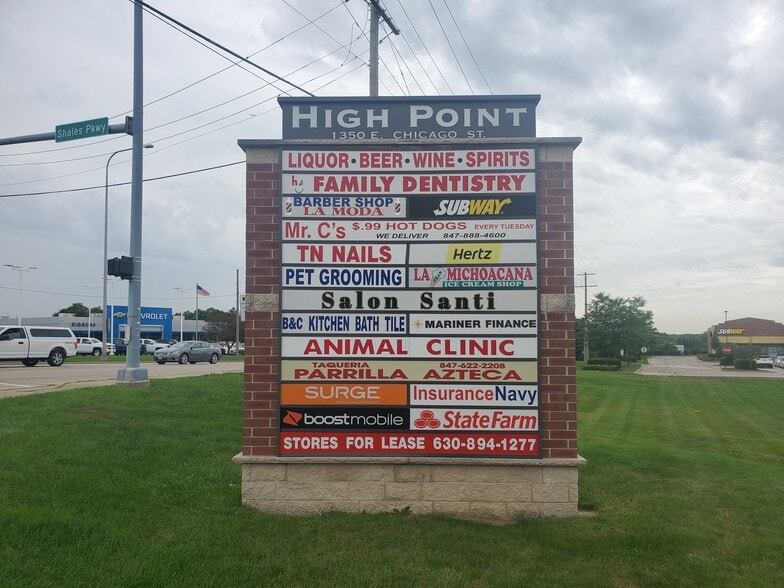 Shales Pkwy
HIGH POINT
1350 E. CHICAGO ST.
LIQUOR • BEER • WINE • SPIRITS
FAMILY DENTISTRY
BARBER SHOP
LA MODA
SUBWAY
Mr. C's $.99 HOT DOGS EVERY TUESDAY
WE DELIVER 847-888-4600
TN NAILS
Hertz
PET GROOMING
LA MICHOACANA
ICE CREAM SHOP
Salon Santi
B&C KITCHEN BATH TILE
MARINER FINANCE
ANIMAL CLINIC
TAQUERIA 847-622-2208
PARRILLA AZTECA
SURGE
InsuranceNavy
boostmobile
StateFarm
STORES FOR LEASE 630-894-1277
CHEVROLET
SUBWAY